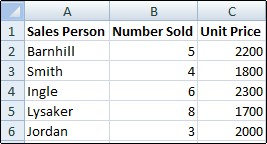 A B C
1 Sales Person Number Sold Unit Price
2 Barnhill 5 2200
3 Smith 4 1800
4 Ingle 6 2300
5 Lysaker 8 1700
6 Jordan 3 2000